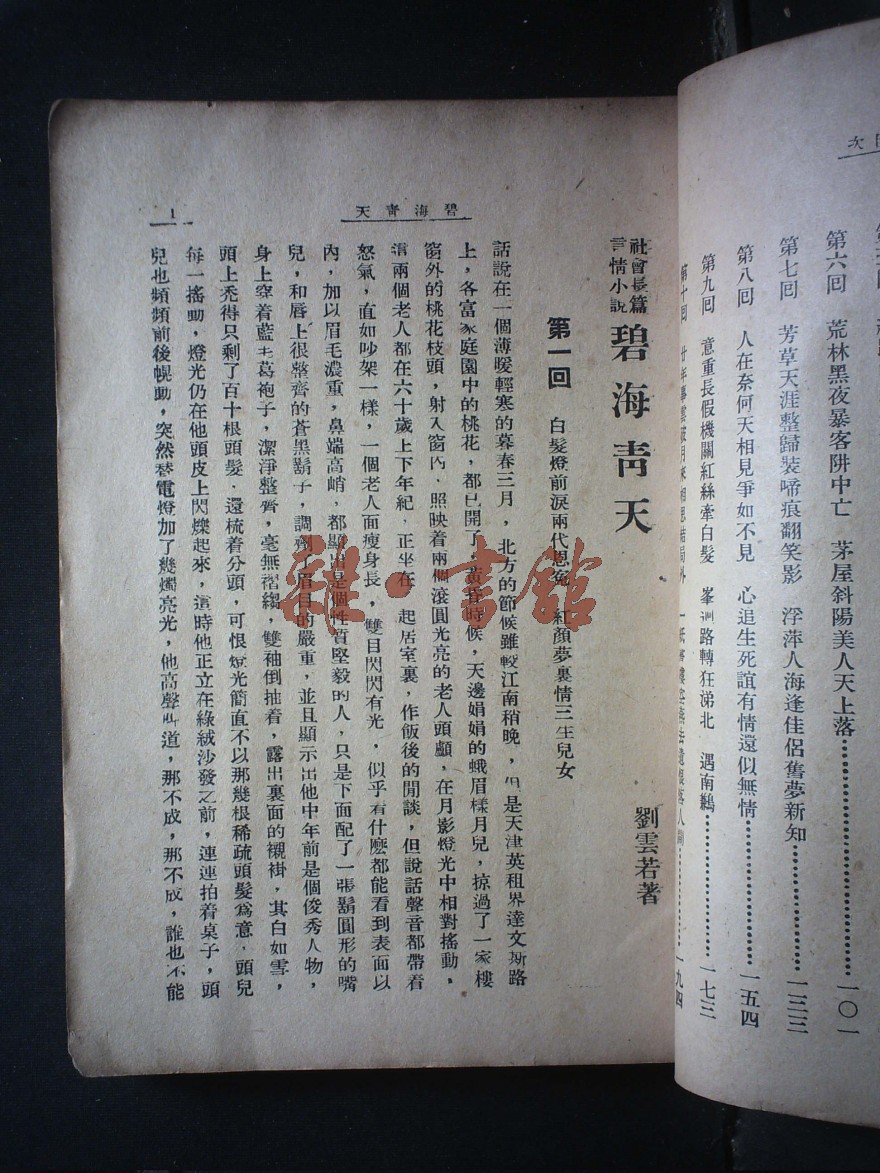 次
第六回　荒林黑夜暴客阱中亡　茅屋斜陽美人天上落……一〇一
第七回　芳草天涯整歸裝啼痕翻笑影　浮萍人海逢佳侶舊夢新知……一三三
第八回　人在奈何天相見爭如不見　心追生死誼有情還似無情……一五四
第九回　意重長假機關紅絲牽白髮　峯迴路轉狂涕北　遇南鶼……一七三
第十回　　一九四
碧海青天
1
社會長篇
言情小說
碧海青天
劉雲若著
第一回　白髮燈前淚兩代恩冤　紅顏夢裏情三生兒女
話說在一個薄暖輕寒的暮春三月，北方的節候雖較江南稍晚，但是天津英租界達文斯路
上，各富家庭園中的桃花，都已開了，黃昏時候，天邊娟娟的蛾眉樣月兒，掠過了一家樓
窗外的桃花枝頭，射入窗內，照映着兩個滾圓光亮的老人頭顱，在月影燈光中相對搖動，
這兩個老人都在六十歲上下年紀，正坐在　起居室裏，作飯後的閒談，但說話聲音都帶着
怒氣，直如吵架一樣，一個老人面瘦身長，雙目閃閃有光，似乎看什麼都能看到表面以
內，加以眉毛濃重，鼻端高峭，都顯出是個性質堅毅的人，只是下面配了一張鬍圓形的嘴
兒，和唇上很整齊的蒼黑鬍子，調劑了眉目的嚴重，並且顯示出他中年前是個俊秀人物，
身上穿着藍毛葛袍子，潔淨整齊，毫無褶縐，雙袖倒抽着，露出裏面的襯褂，其白如雪，
頭上禿得只剩了百十根頭髮，還梳着分頭，可恨燈光簡直不以那幾根稀疏頭髮爲意，頭兒
每一搖動，燈光仍在他頭皮上閃爍起來，這時他正立在綠絨沙發之前，連連拍着桌子，頭
兒也頻頻前後幌動，突然替電燈加了幾燭亮光，他高聲叫道，那不成，那不成，誰也不能
雜·書館